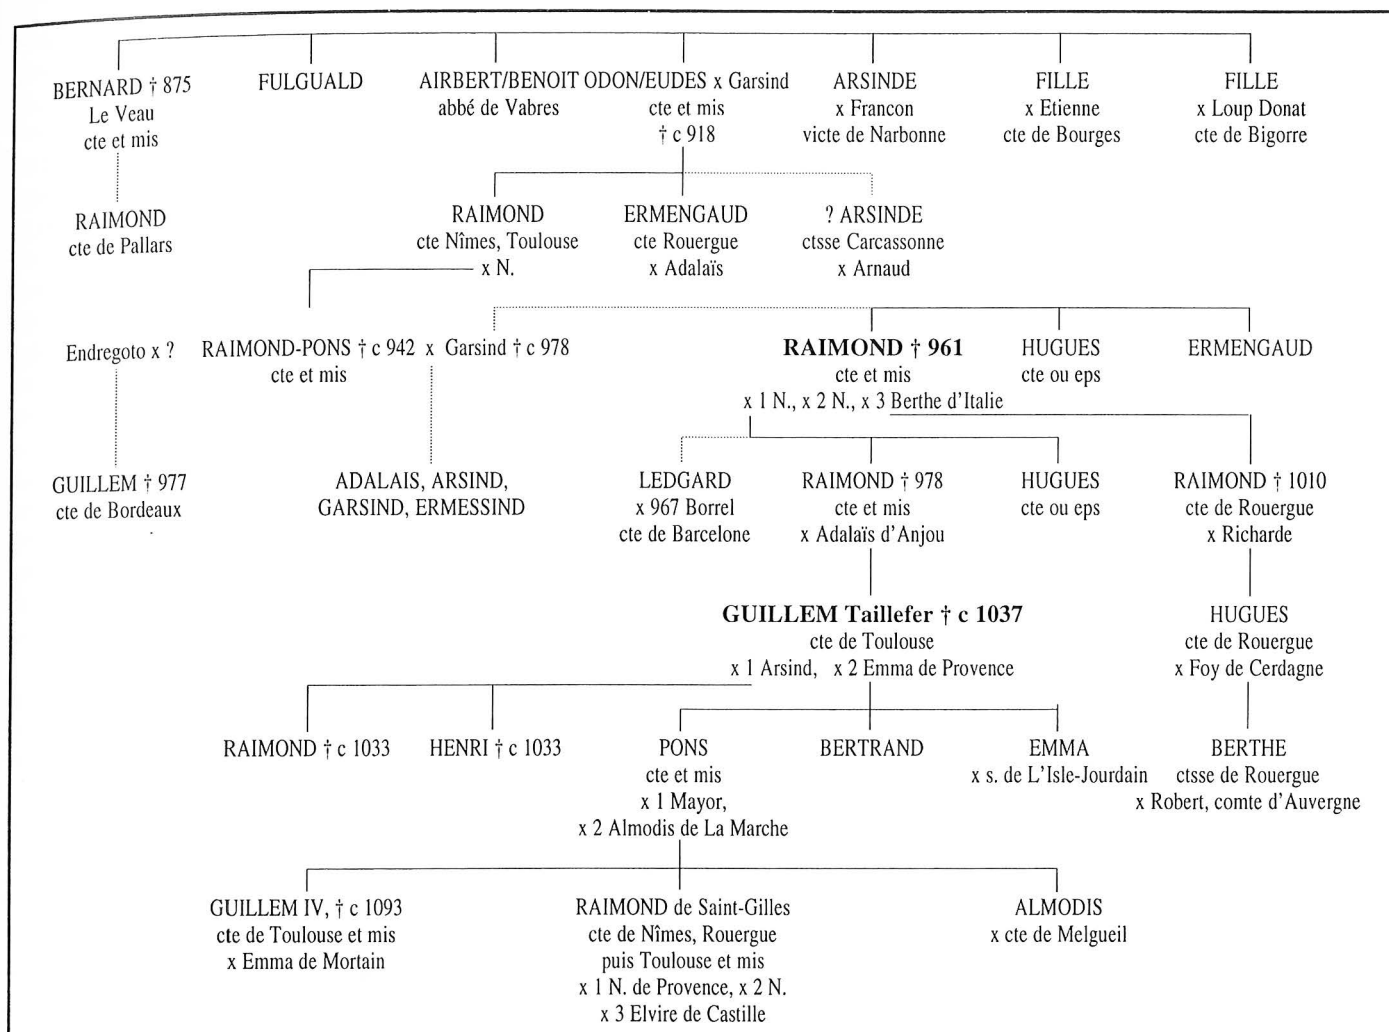 BERNARD † 875
Le Veau
cte et mis
FULGUALD
AIRBERT/BENOIT
abbé de Vabres
ODON/EUDES x Garsind
cte et mis
† c 918
ARSINDE
x Francon
victe de Narbonne
FILLE
x Etienne
cte de Bourges
FILLE
x Loup Donat
cte de Bigorre
RAIMOND
cte de Pallars
RAIMOND
cte Nîmes, Toulouse
x N.
ERMENGAUD
cte Rouergue
x Adalaïs
? ARSINDE
ctsse Carcassonne
x Arnaud
Endregoto x ?
RAIMOND-PONS † c 942 x Garsind † c 978
cte et mis
RAIMOND † 961
cte et mis
x 1 N., x 2 N., x 3 Berthe d'Italie
HUGUES
cte ou eps
ERMENGAUD
GUILLEM † 977
cte de Bordeaux
ADALAIS, ARSIND,
GARSIND, ERMESSIND
LEDGARD
x 967 Borrel
cte de Barcelone
RAIMOND † 978
cte et mis
x Adalaïs d'Anjou
HUGUES
cte ou eps
RAIMOND † 1010
cte de Rouergue
x Richarde
GUILLEM Taillefer † c 1037
cte de Toulouse
x 1 Arsind, x 2 Emma de Provence
HUGUES
cte de Rouergue
x Foy de Cerdagne
RAIMOND † c 1033
HENRI † c 1033
PONS
cte et mis
x 1 Mayor,
x 2 Almodis de La Marche
BERTRAND
EMMA
x s. de L'Isle-Jourdain
BERTHE
ctsse de Rouergue
x Robert, comte d'Auvergne
GUILLEM IV, † c 1093
cte de Toulouse et mis
x Emma de Mortain
RAIMOND de Saint-Gilles
cte de Nîmes, Rouergue
puis Toulouse et mis
x 1 N. de Provence, x 2 N.
x 3 Elvire de Castille
ALMODIS
x cte de Melgueil